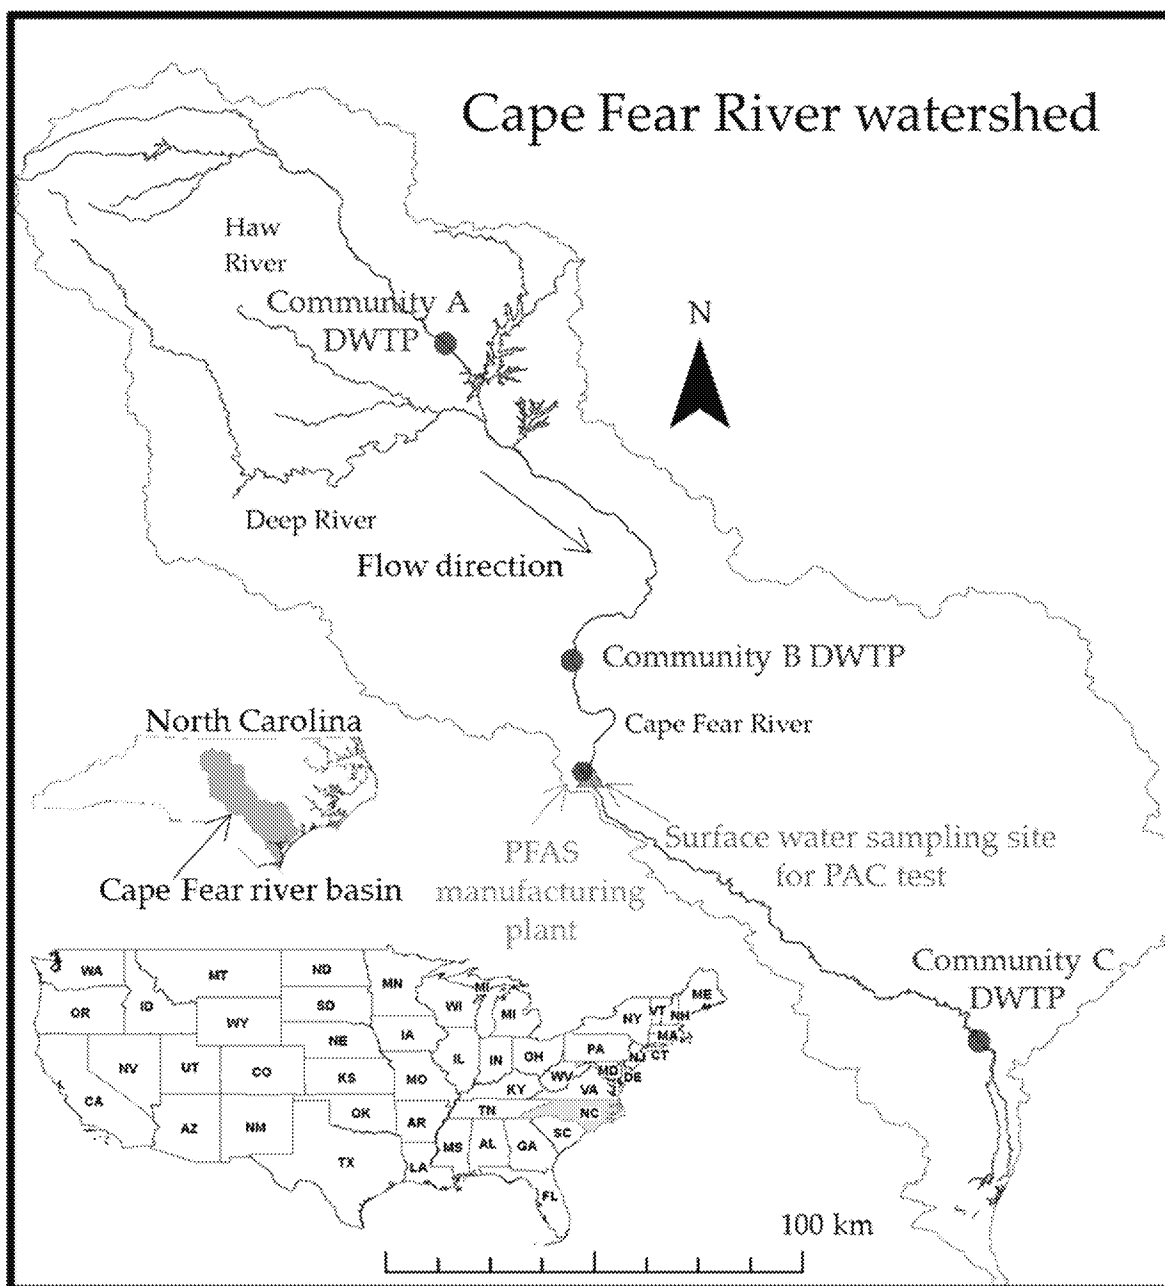 Cape Fear River watershed
Haw
River
Community A
DWTP
N
Deep River
Flow direction
Community B DWTP
North Carolina
Cape Fear River
PFAS
manufacturing
plant
Surface water sampling site
for PAC test
Cape Fear river basin
Community C
DWTP
WA
MT
ND
MN
MI
ME
OR
ID
SD
WI
MI
NY
VT
NH
WY
IA
MA
NE
PA
NJ
CT
NV
UT
CO
IL
IN
OH
MD
DE
CA
KS
MO
WV
VA
KY
AZ
NM
OK
AR
TN
NC
SC
MS
AL
GA
TX
LA
FL
100 km